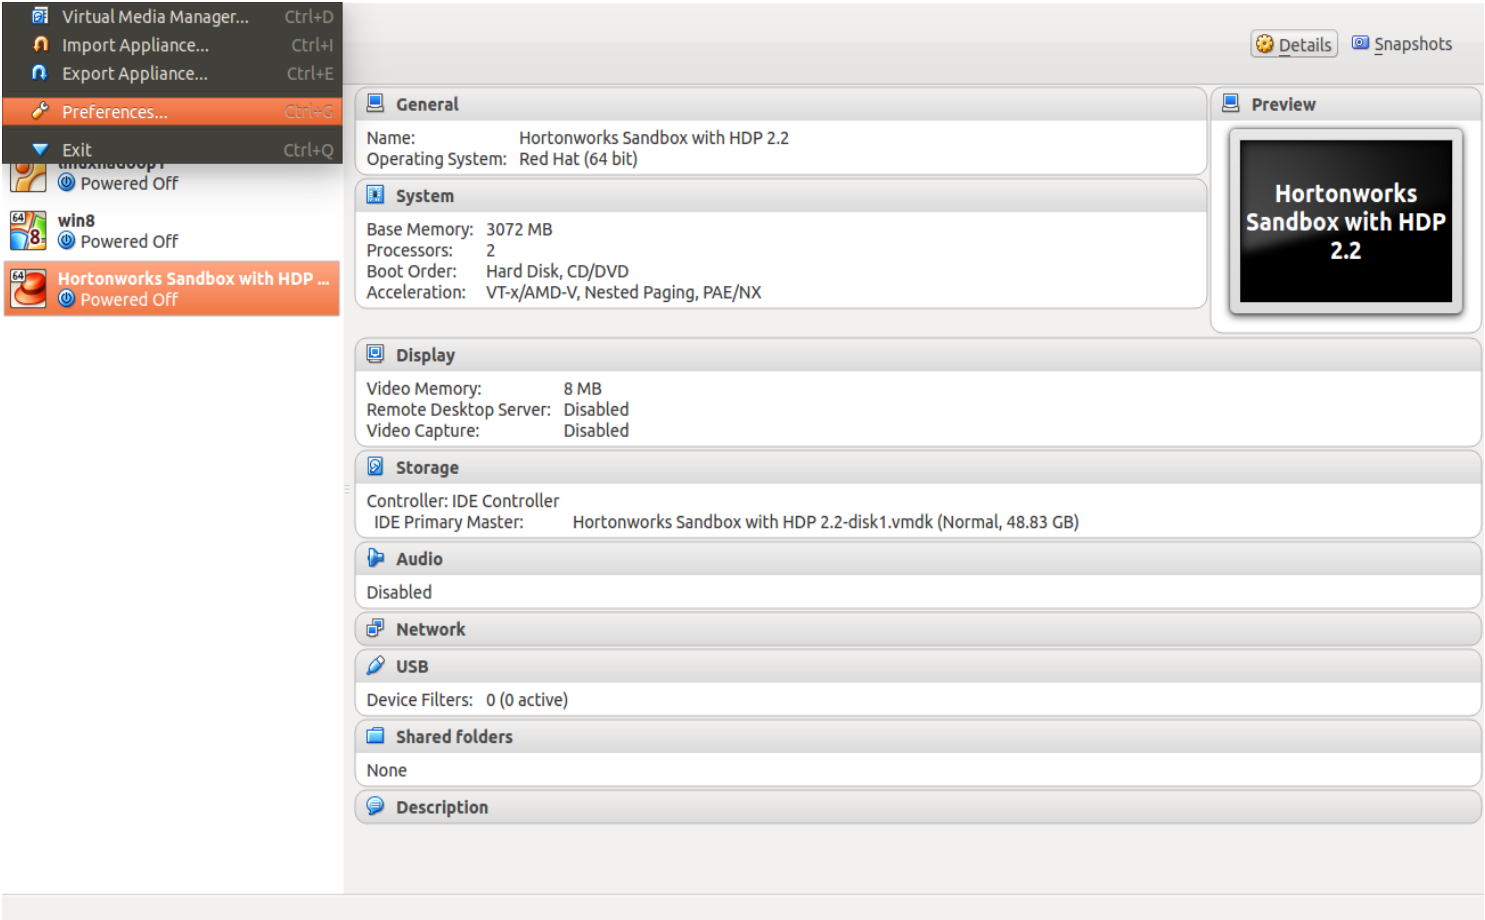 Virtual Media Manager... Ctrl+D
Import Appliance... Ctrl+I
Export Appliance... Ctrl+E
Preferences... Ctrl+G
Exit Ctrl+Q
linuxhadoop1
Powered Off
64
8
win8
Powered Off
64
Hortonworks Sandbox with HDP ...
Powered Off
Details
Snapshots
General
Name: Hortonworks Sandbox with HDP 2.2
Operating System: Red Hat (64 bit)
System
Base Memory: 3072 MB
Processors: 2
Boot Order: Hard Disk, CD/DVD
Acceleration: VT-x/AMD-V, Nested Paging, PAE/NX
Preview
Hortonworks
Sandbox with HDP
2.2
Display
Video Memory: 8 MB
Remote Desktop Server: Disabled
Video Capture: Disabled
Storage
Controller: IDE Controller
IDE Primary Master: Hortonworks Sandbox with HDP 2.2-disk1.vmdk (Normal, 48.83 GB)
Audio
Disabled
Network
USB
Device Filters: 0 (0 active)
Shared folders
None
Description